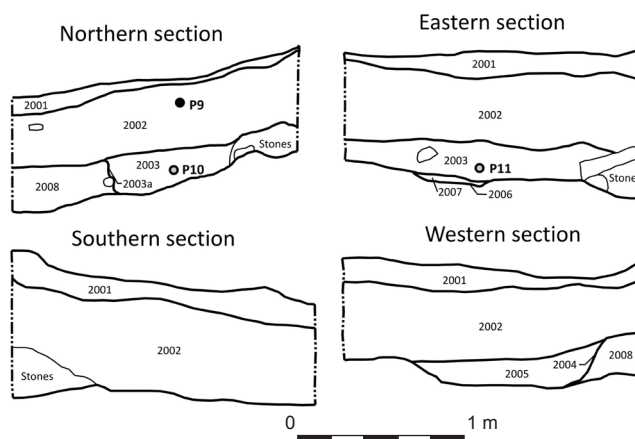 Northern section
2001
P9
2002
2003
Stones
P10
2003a
2008
Eastern section
2001
2002
2003
P11
Stones
2007
2006
Southern section
2001
2002
Stones
Western section
2001
2002
2004
2008
2005
0
1 m